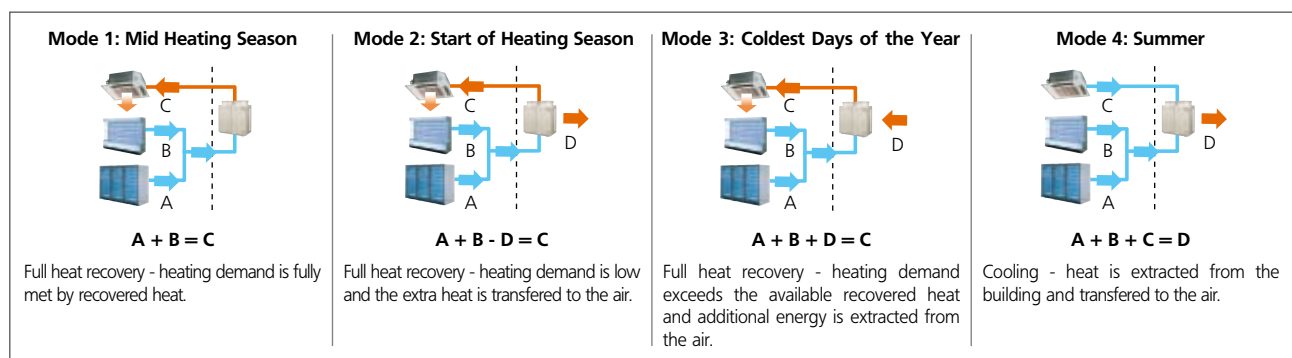 Mode 1: Mid Heating Season
C
B
A
A + B = C
Full heat recovery - heating demand is fully
met by recovered heat.
Mode 2: Start of Heating Season
C
B
D
A
A + B - D = C
Full heat recovery - heating demand is low
and the extra heat is transfered to the air.
Mode 3: Coldest Days of the Year
C
B
D
A
A + B + D = C
Full heat recovery - heating demand
exceeds the available recovered heat
and additional energy is extracted from
the air.
Mode 4: Summer
C
B
D
A
A + B + C = D
Cooling - heat is extracted from the
building and transfered to the air.